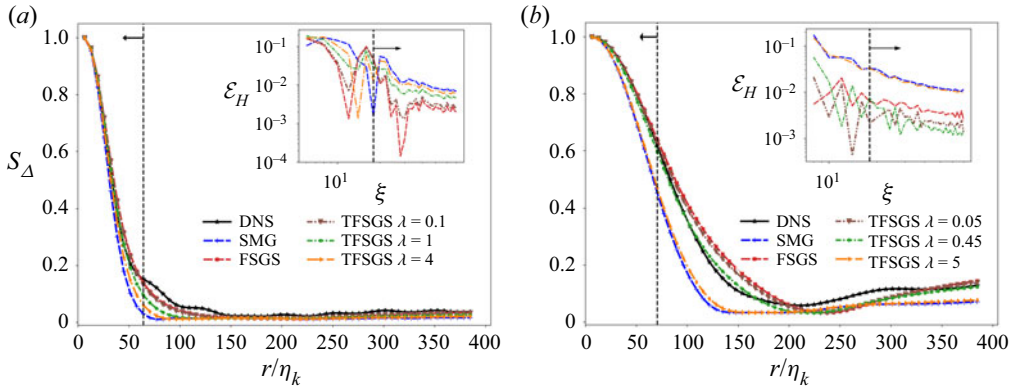 (a)
1.0
0.8
0.6
0.4
0.2
0
S_Δ
0 50 100 150 200 250 300 350 400
r/η_k
10⁻¹
10⁻²
10⁻³
10⁻⁴
ℰ_H
10¹
ξ
DNS
SMG
FSGS
TFSGS λ = 0.1
TFSGS λ = 1
TFSGS λ = 4
(b)
1.0
0.8
0.6
0.4
0.2
0
0 50 100 150 200 250 300 350 400
r/η_k
10⁻¹
10⁻²
10⁻³
ℰ_H
10¹
ξ
DNS
SMG
FSGS
TFSGS λ = 0.05
TFSGS λ = 0.45
TFSGS λ = 5